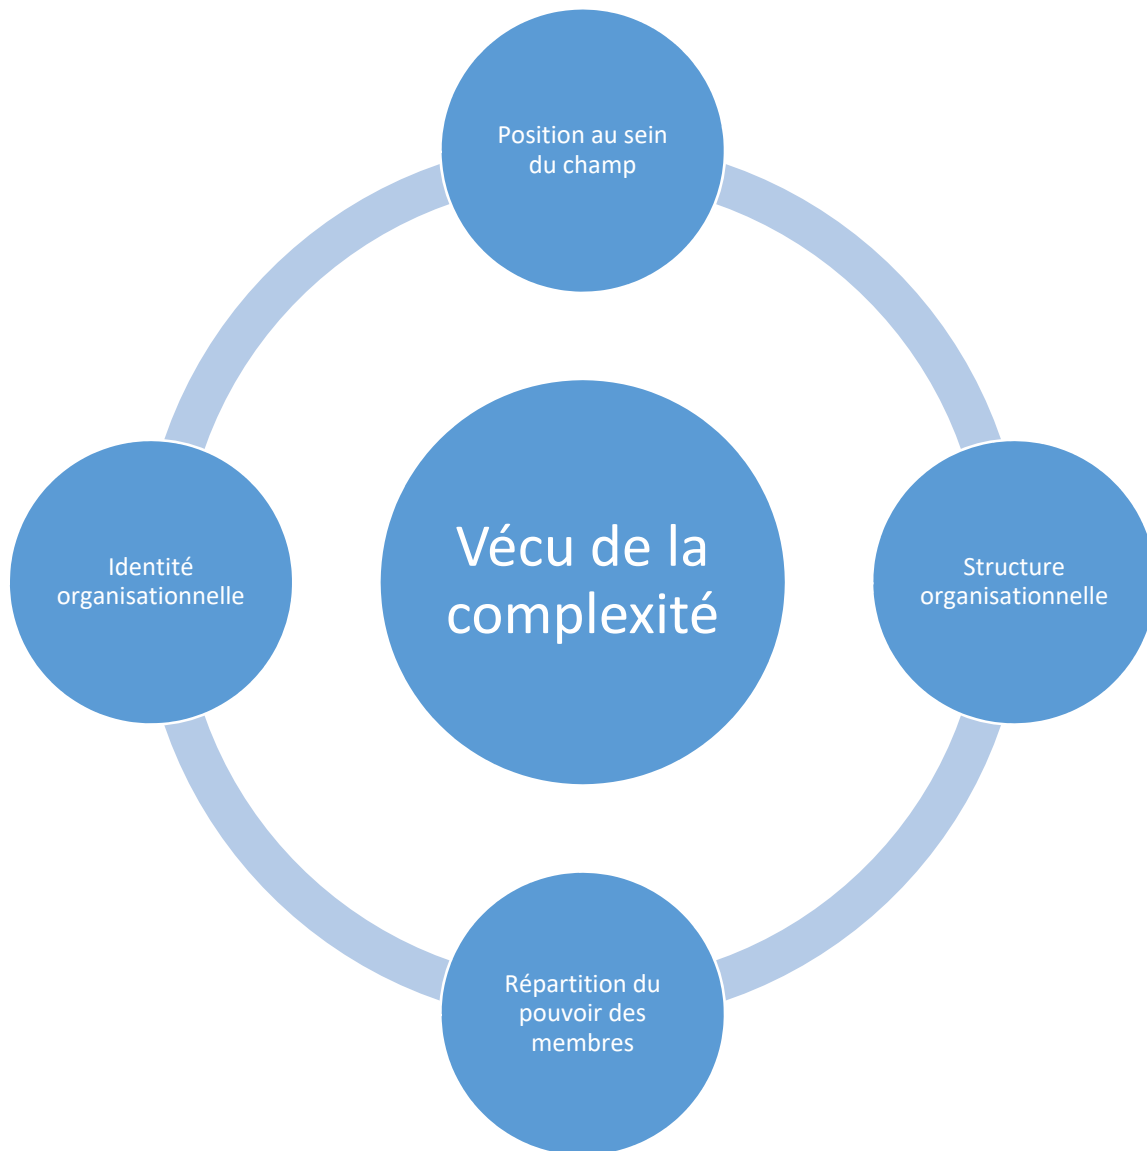 Position au sein
du champ
Identité
organisationnelle
Vécu de la
complexité
Structure
organisationnelle
Répartition du
pouvoir des
membres